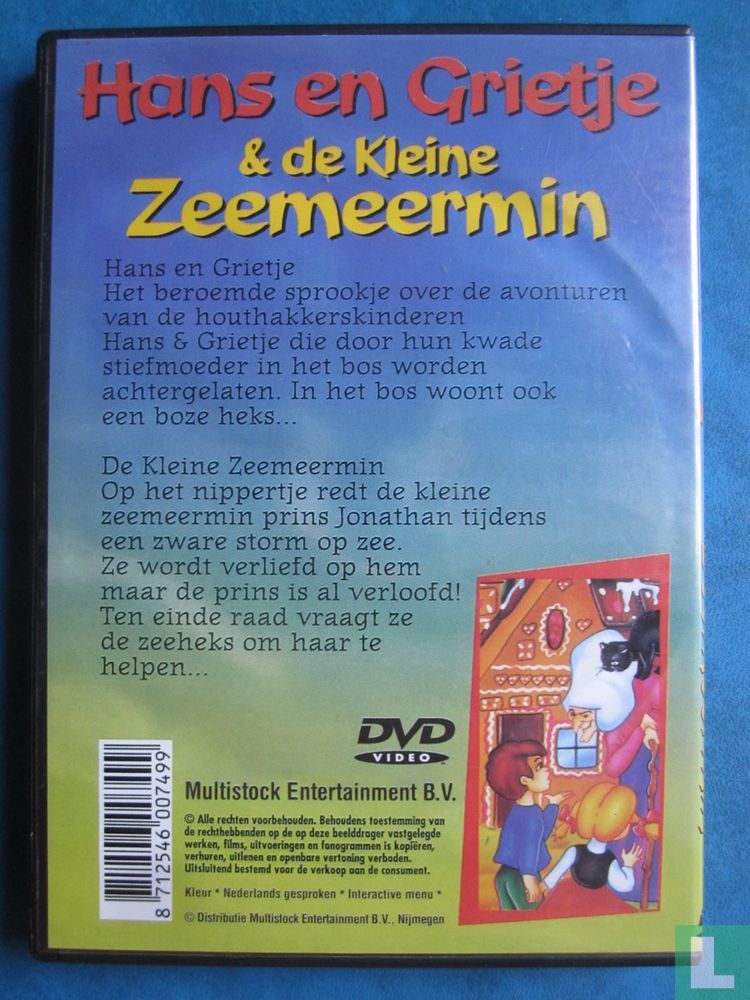 Hans en Grietje
& de Kleine
Zeemeermin
Hans en Grietje
Het beroemde sprookje over de avonturen
van de houthakkerskinderen
Hans & Grietje die door hun kwade
stiefmoeder in het bos worden
achtergelaten. In het bos woont ook
een boze heks...
De Kleine Zeemeermin
Op het nippertje redt de kleine
zeemeermin prins Jonathan tijdens
een zware storm op zee.
Ze wordt verliefd op hem
maar de prins is al verloofd!
Ten einde raad vraagt ze
de zeeheks om haar te
helpen...
DVD
VIDEO
TM
Multistock Entertainment B.V.
© Alle rechten voorbehouden. Behoudens toestemming van
de rechthebbenden op de op deze beelddrager vastgelegde
werken, films, uitvoeringen en fonogrammen is kopiëren,
verhuren, uitlenen en openbare vertoning verboden.
Uitsluitend bestemd voor de verkoop aan de consument.
Kleur * Nederlands gesproken * Interactive menu *
© Distributie Multistock Entertainment B.V., Nijmegen
8 712546 007499
L